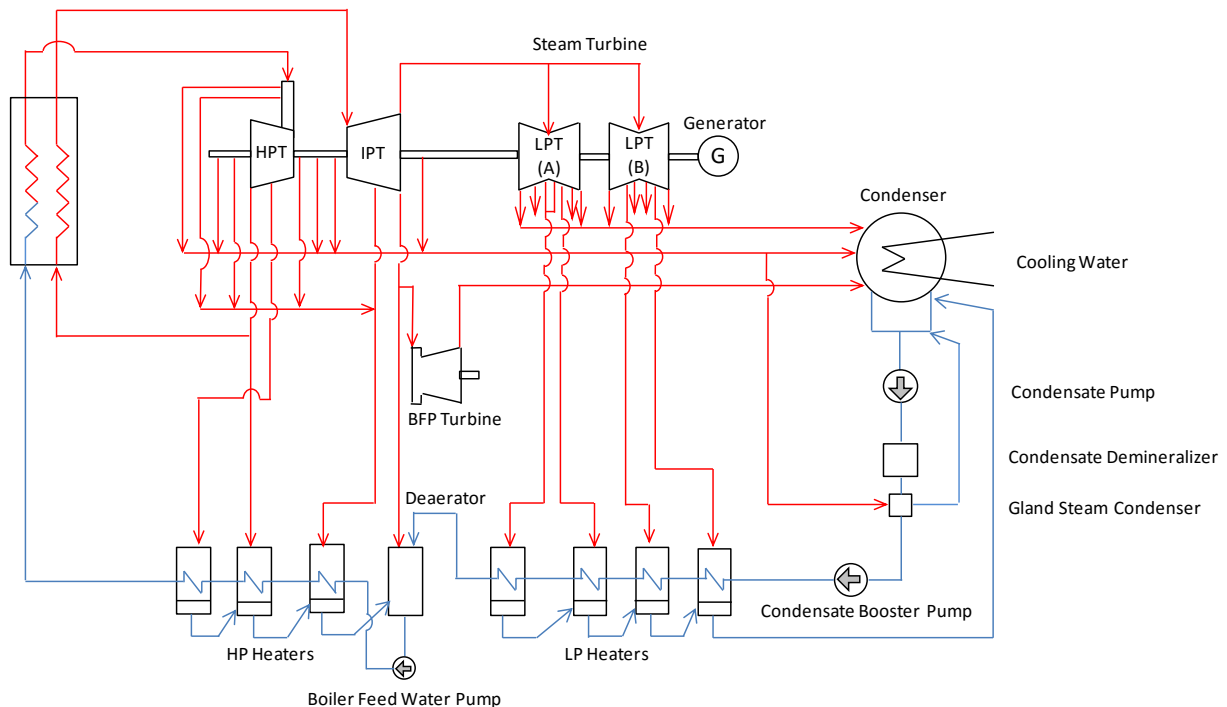 Steam Turbine
Generator
HPT
IPT
LPT
(A)
LPT
(B)
G
Condenser
Cooling Water
BFP Turbine
Condensate Pump
Condensate Demineralizer
Deaerator
Gland Steam Condenser
Condensate Booster Pump
HP Heaters
LP Heaters
Boiler Feed Water Pump